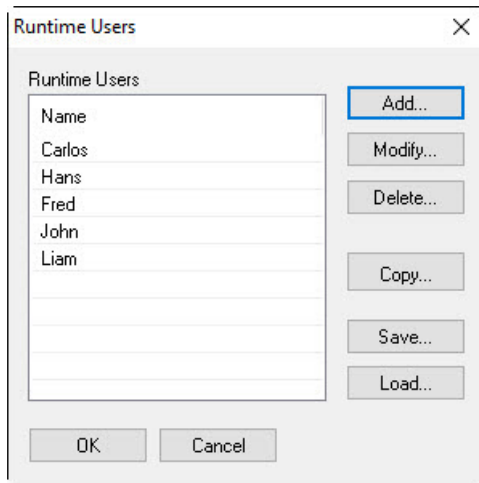 Runtime Users
Runtime Users
Name
Carlos
Hans
Fred
John
Liam
Add...
Modify...
Delete...
Copy...
Save...
Load...
OK
Cancel